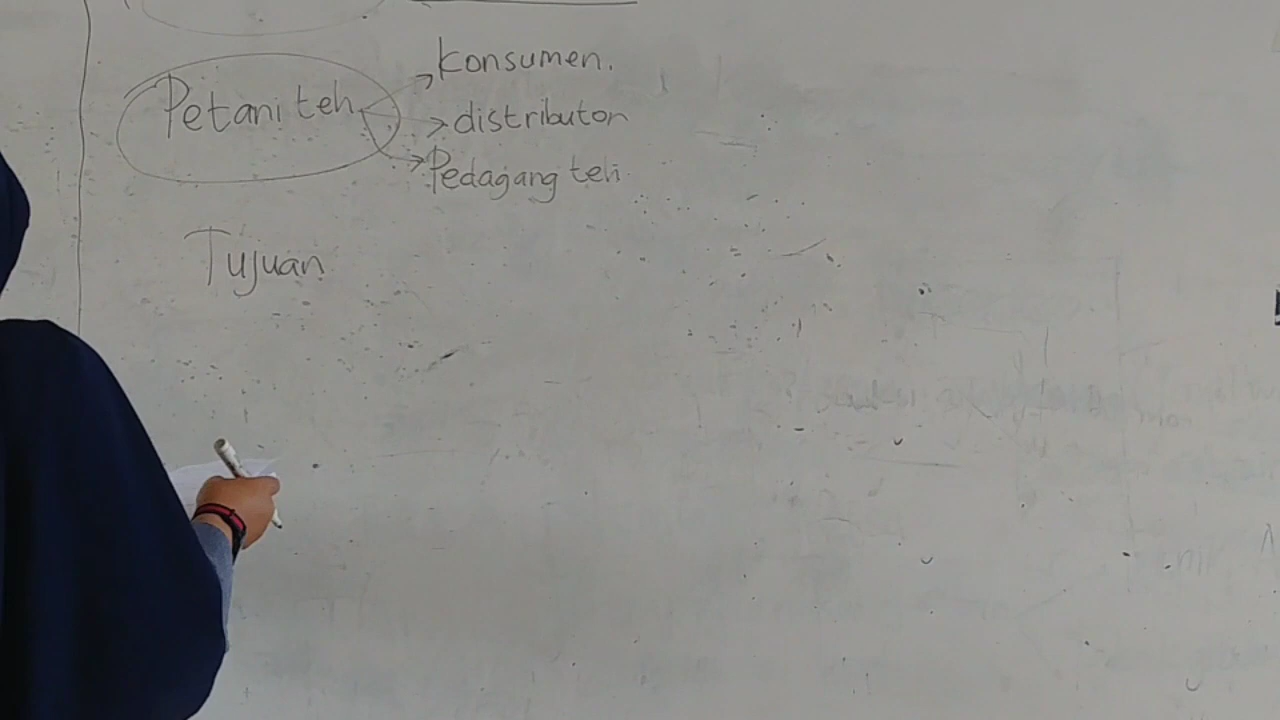 konsumen.
Petani teh
distributor
Pedagang teh
Tujuan